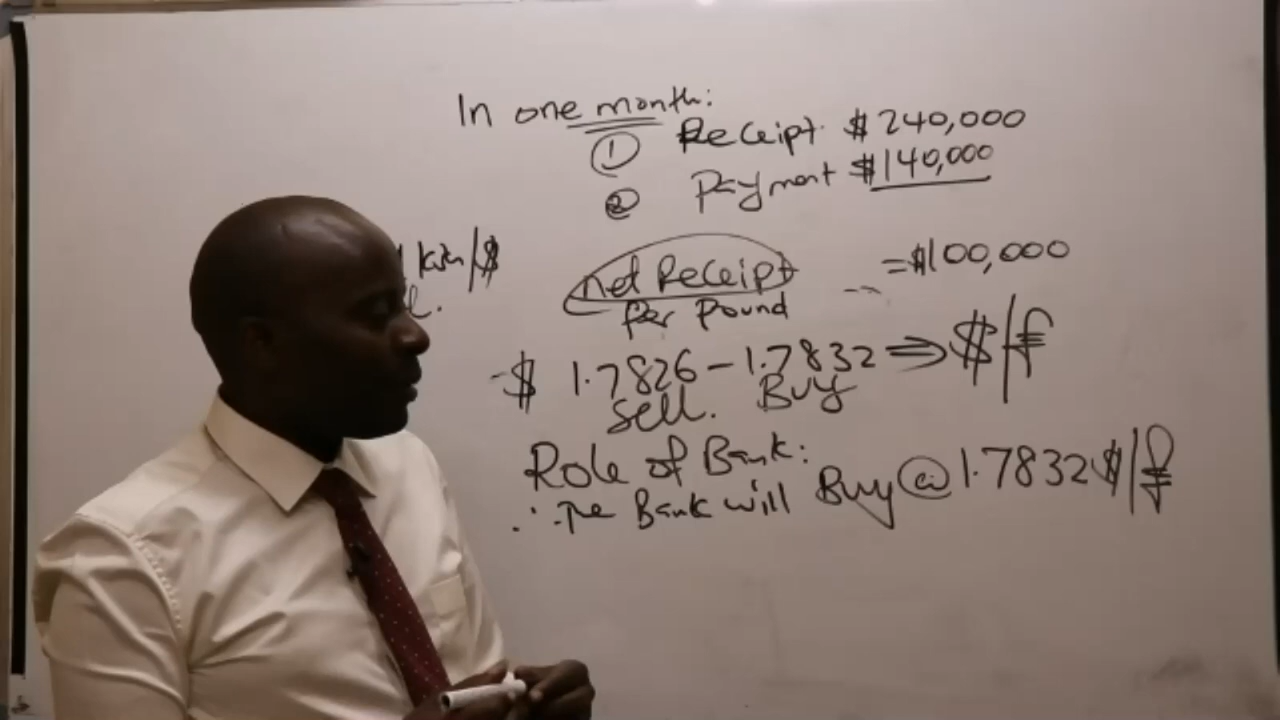 In one month:
① Receipt $240,000
② Payment $140,000
/$
net Receipt = $100,000
per pound
$ 1.7826 - 1.7832 ⇒ $/£
Sell. Buy
Role of Bank:
∴ The Bank will Buy @ 1.7832 $/£